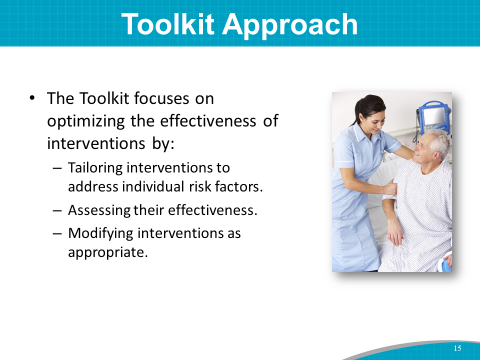 Toolkit Approach
• The Toolkit focuses on
optimizing the effectiveness of
interventions by:
– Tailoring interventions to
address individual risk factors.
– Assessing their effectiveness.
– Modifying interventions as
appropriate.
15